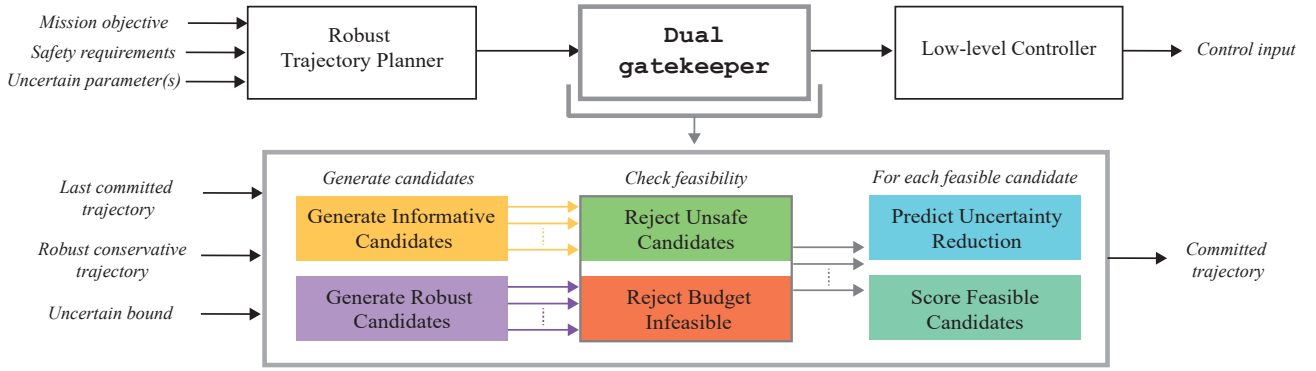 Mission objective
Safety requirements
Uncertain parameter(s)
Robust
Trajectory Planner
Dual
gatekeeper
Low-level Controller
Control input
Last committed
trajectory
Robust conservative
trajectory
Uncertain bound
Generate candidates
Check feasibility
For each feasible candidate
Generate Informative
Candidates
Reject Unsafe
Candidates
Predict Uncertainty
Reduction
Generate Robust
Candidates
Reject Budget
Infeasible
Score Feasible
Candidates
Committed
trajectory